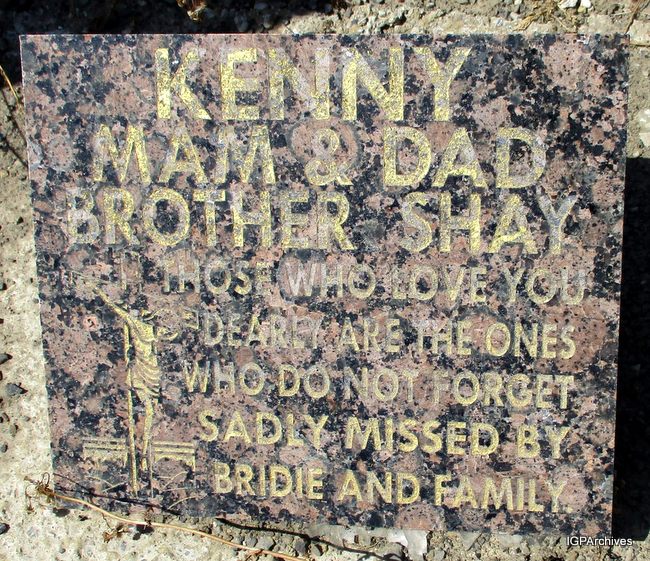 KENNY
MAM & DAD
BROTHER SHAY
THOSE WHO LOVE YOU
DEARLY ARE THE ONES
WHO DO NOT FORGET
SADLY MISSED BY
BRIDIE AND FAMILY.
IGPArchives